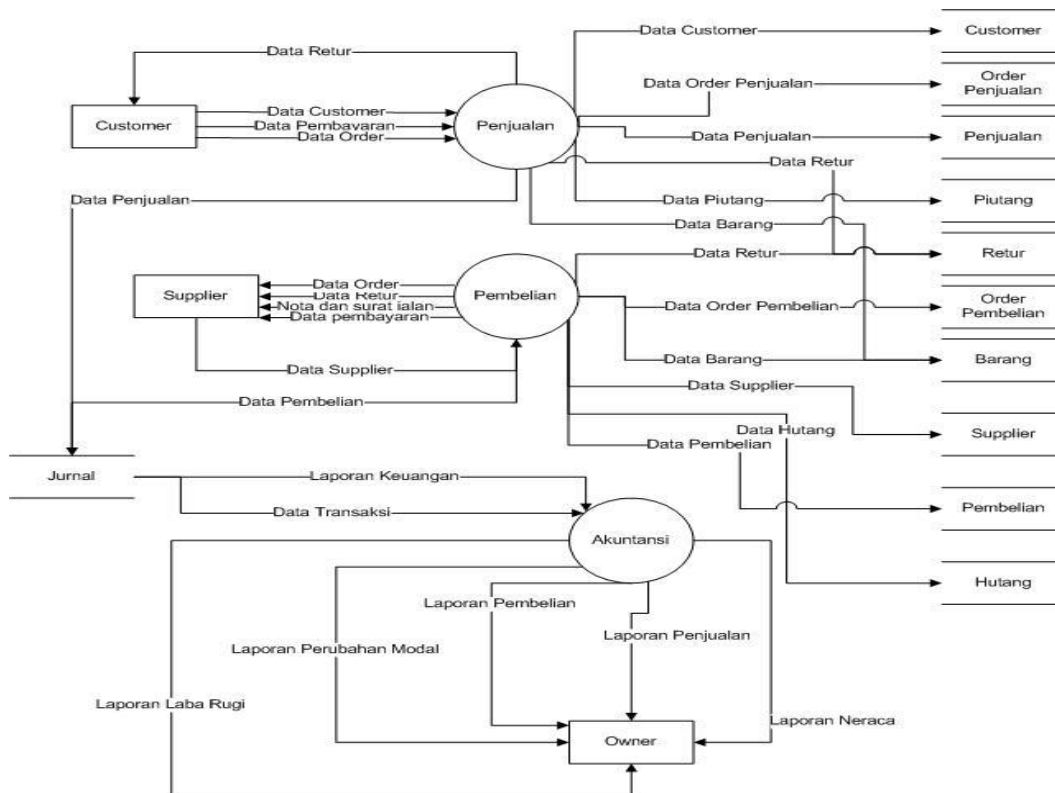 Data Retur
Data Customer
Customer
Data Order Penjualan
Order
Penjualan
Customer
Data Customer
Data Pembayaran
Data Order
Penjualan
Data Penjualan
Penjualan
Data Retur
Data Penjualan
Data Piutang
Piutang
Data Barang
Data Retur
Retur
Supplier
Data Order
Data Retur
Nota dan surat jalan
Data pembayaran
Pembelian
Data Order Pembelian
Order
Pembelian
Data Barang
Barang
Data Supplier
Data Supplier
Data Pembelian
Data Hutang
Data Pembelian
Supplier
Jurnal
Laporan Keuangan
Data Transaksi
Pembelian
Akuntansi
Hutang
Laporan Pembelian
Laporan Penjualan
Laporan Perubahan Modal
Laporan Laba Rugi
Laporan Neraca
Owner